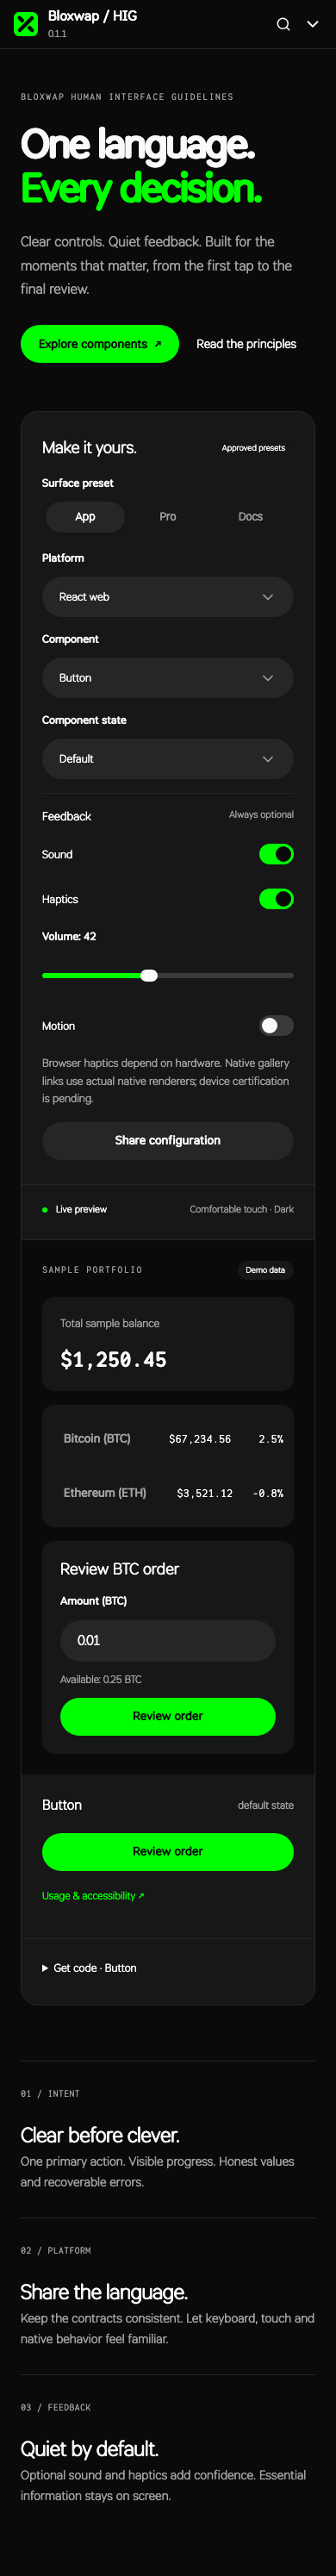 Bloxwap / HIG
0.1.1
BLOXWAP HUMAN INTERFACE GUIDELINES
One language.
Every decision.
Clear controls. Quiet feedback. Built for the
moments that matter, from the first tap to the
final review.
Explore components ↗
Read the principles
Make it yours.
Approved presets
Surface preset
App
Pro
Docs
Platform
React web
Component
Button
Component state
Default
Feedback
Always optional
Sound
Haptics
Volume: 42
Motion
Browser haptics depend on hardware. Native gallery
links use actual native renderers; device certification
is pending.
Share configuration
Live preview
Comfortable touch · Dark
SAMPLE PORTFOLIO
Demo data
Total sample balance
$1,250.45
Bitcoin (BTC) $67,234.56 2.5%
Ethereum (ETH) $3,521.12 -0.8%
Review BTC order
Amount (BTC)
0.01
Available: 0.25 BTC
Review order
Button
default state
Review order
Usage & accessibility ↗
Get code · Button
01 / INTENT
Clear before clever.
One primary action. Visible progress. Honest values
and recoverable errors.
02 / PLATFORM
Share the language.
Keep the contracts consistent. Let keyboard, touch and
native behavior feel familiar.
03 / FEEDBACK
Quiet by default.
Optional sound and haptics add confidence. Essential
information stays on screen.